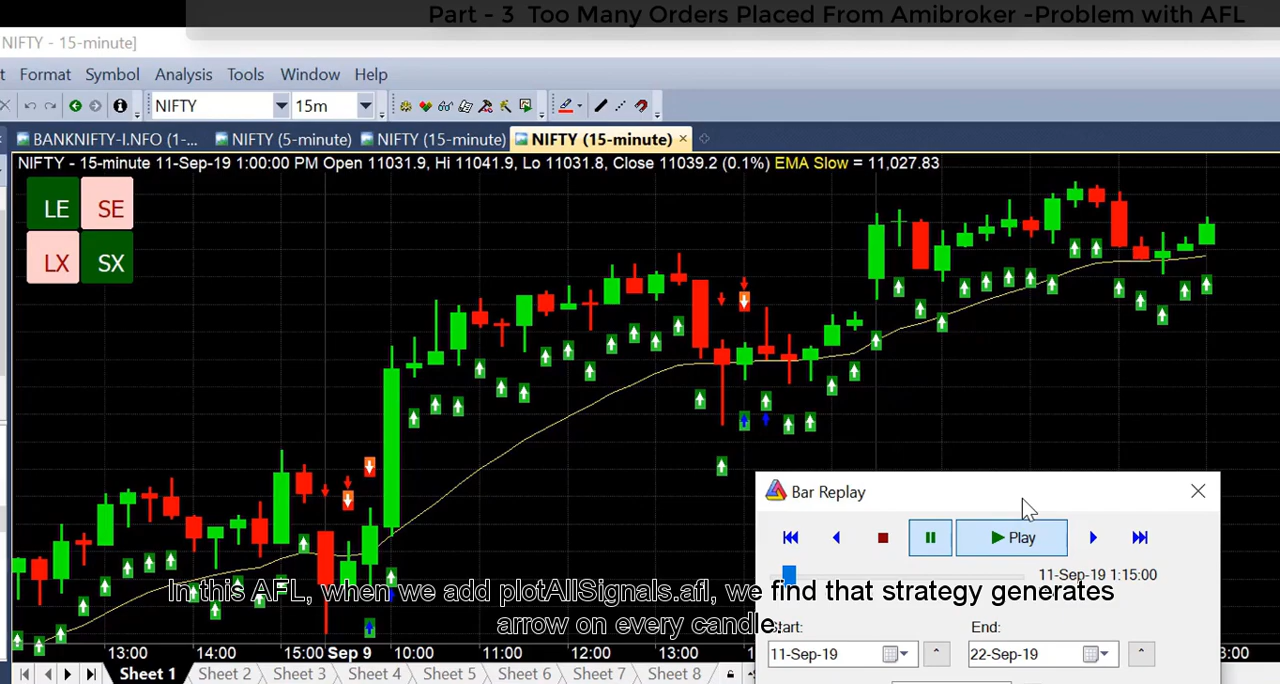 Part - 3 Too Many Orders Placed From Amibroker -Problem with AFL
NIFTY - 15-minute]
t Format Symbol Analysis Tools Window Help
NIFTY 15m
BANKNIFTY-I.NFO (1-... NIFTY (5-minute) NIFTY (15-minute) NIFTY (15-minute)
NIFTY - 15-minute 11-Sep-19 1:00:00 PM Open 11031.9, Hi 11041.9, Lo 11031.8, Close 11039.2 (0.1%) EMA Slow = 11,027.83
LE SE
LX SX
Bar Replay
Play
11-Sep-19 1:15:00
In this AFL, when we add plotAllSignals.afl, we find that strategy generates
arrow on every candle.
Start: End:
11-Sep-19 22-Sep-19
13:00 14:00 15:00 Sep 9 10:00 11:00 12:00 13:00 3:00
Sheet 1 Sheet 2 Sheet 3 Sheet 4 Sheet 5 Sheet 6 Sheet 7 Sheet 8